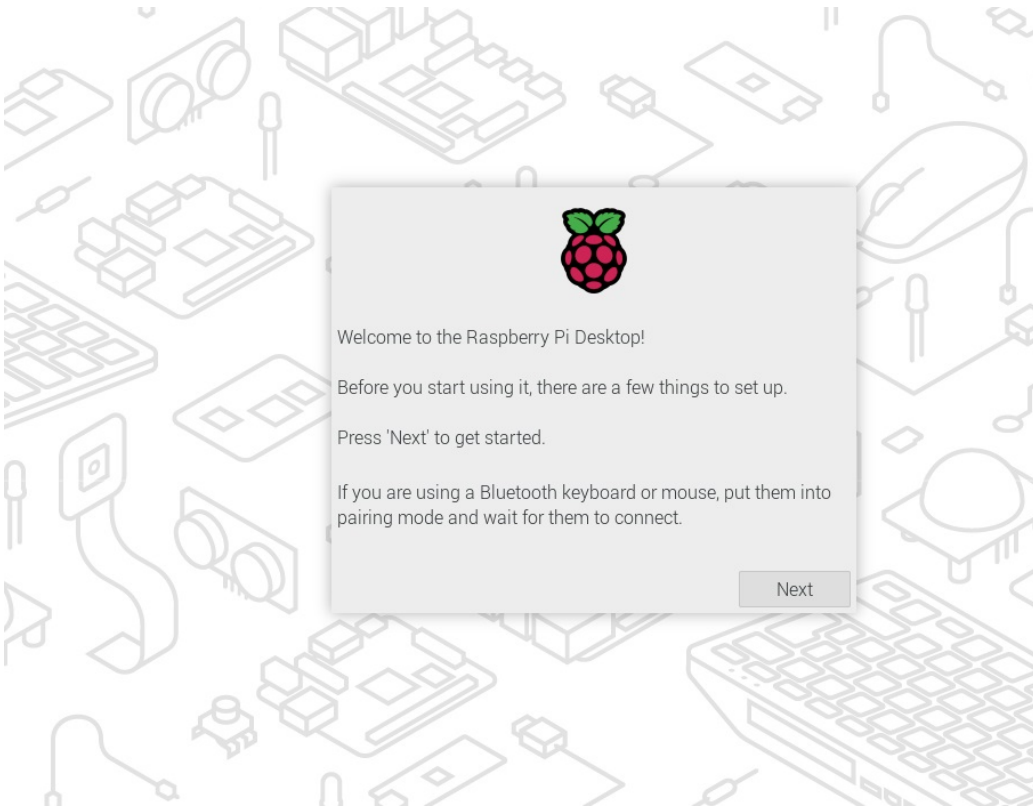 Welcome to the Raspberry Pi Desktop!
Before you start using it, there are a few things to set up.
Press 'Next' to get started.
If you are using a Bluetooth keyboard or mouse, put them into
pairing mode and wait for them to connect.
Next